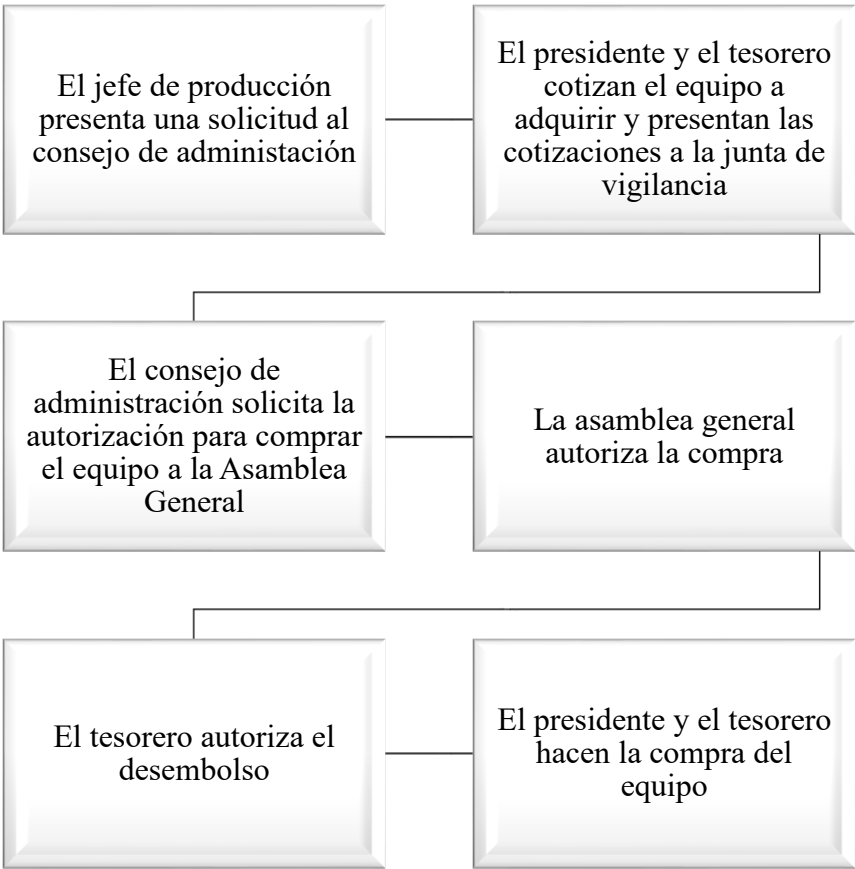 El jefe de producción
presenta una solicitud al
consejo de administación
El presidente y el tesorero
cotizan el equipo a
adquirir y presentan las
cotizaciones a la junta de
vigilancia
El consejo de
administración solicita la
autorización para comprar
el equipo a la Asamblea
General
La asamblea general
autoriza la compra
El tesorero autoriza el
desembolso
El presidente y el tesorero
hacen la compra del
equipo